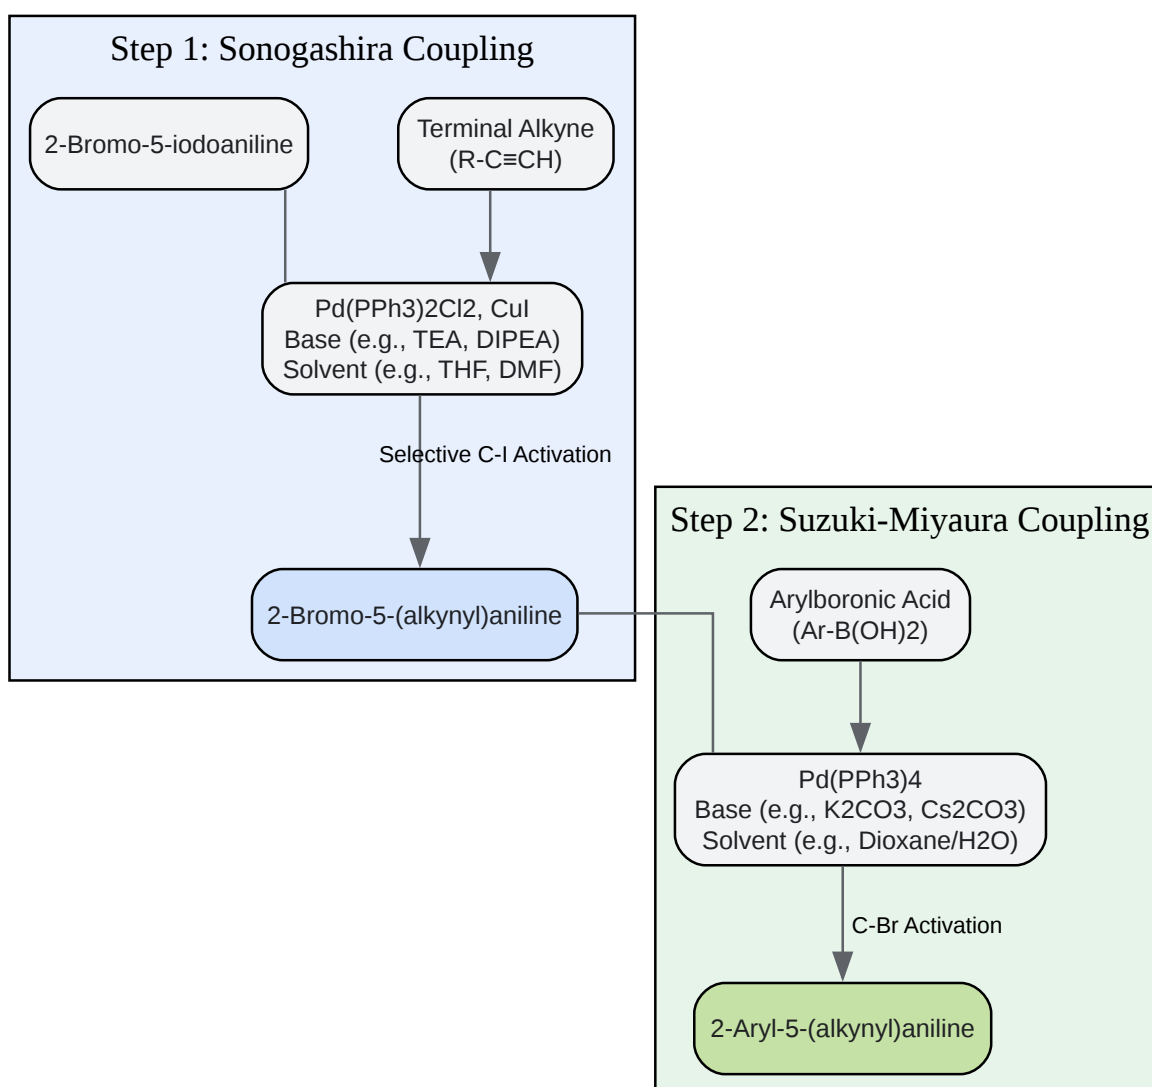 Step 1: Sonogashira Coupling
2-Bromo-5-iodoaniline
Terminal Alkyne
(R-C≡CH)
Pd(PPh3)2Cl2, CuI
Base (e.g., TEA, DIPEA)
Solvent (e.g., THF, DMF)
Selective C-I Activation
2-Bromo-5-(alkynyl)aniline
Step 2: Suzuki-Miyaura Coupling
Arylboronic Acid
(Ar-B(OH)2)
Pd(PPh3)4
Base (e.g., K2CO3, Cs2CO3)
Solvent (e.g., Dioxane/H2O)
C-Br Activation
2-Aryl-5-(alkynyl)aniline